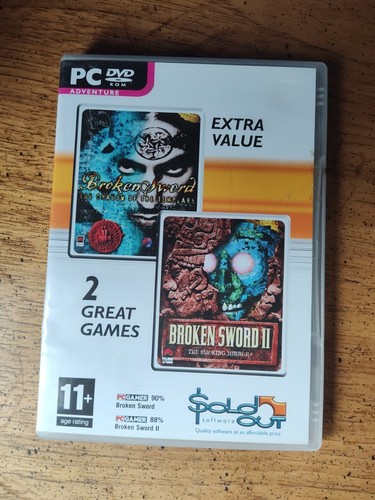 PC DVD
ROM
ADVENTURE
EXTRA
VALUE
Broken Sword
THE SHADOW OF THE TEMPLARS
2
GREAT
GAMES
BROKEN SWORD II
THE SMOKING MIRROR
11+
age rating
PCGAMER 90%
Broken Sword
PCGAMER 88%
Broken Sword II
Sold
OUT
software
Quality software at an affordable price